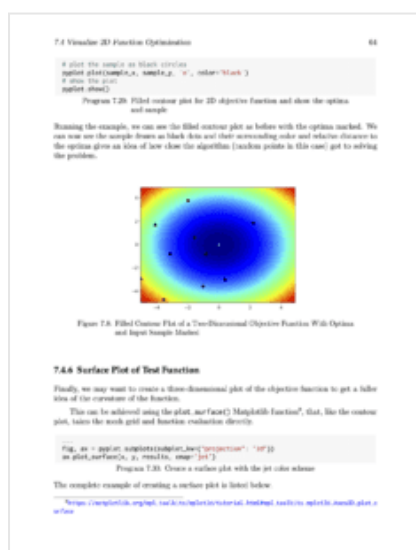 7.4 Visualize 2D Function Optimization 64
# plot the sample as black circles
pyplot.plot(sample_x, sample_y, 'o', color='black')
# show the plot
pyplot.show()
Program 7.29: Filled contour plot for 2D objective function and show the optima
and sample
Running the example, we can see the filled contour plot as before with the optima marked. We
can now see the sample drawn as black dots and their surrounding color and relative distance to
the optima gives an idea of how close the algorithm (random points in this case) got to solving
the problem.
Figure 7.8: Filled Contour Plot of a Two-Dimensional Objective Function With Optima
and Input Sample Marked
7.4.6 Surface Plot of Test Function
Finally, we may want to create a three-dimensional plot of the objective function to get a fuller
idea of the curvature of the function.
This can be achieved using the plot_surface() Matplotlib function, that, like the contour
plot, takes the mesh grid and function evaluation directly.
...
fig, ax = pyplot.subplots(subplot_kw={"projection": "3d"})
ax.plot_surface(x, y, results, cmap='jet')
Program 7.30: Create a surface plot with the jet color scheme
The complete example of creating a surface plot is listed below.